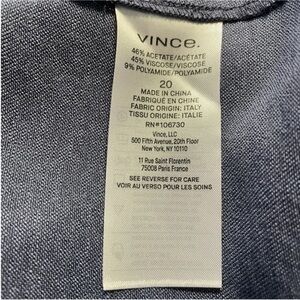 VINCE.
46% ACETATE/ACÉTATE
45% VISCOSE/VISCOSE
9% POLYAMIDE/POLYAMIDE
20
MADE IN CHINA
FABRIQUÉ EN CHINE
FABRIC ORIGIN: ITALY
TISSU ORIGINE: ITALIE
RN#106730
Vince, LLC
500 Fifth Avenue, 20th Floor
New York, NY 10110
11 Rue Saint Florentin
75008 Paris France
SEE REVERSE FOR CARE
VOIR AU VERSO POUR LES SOINS